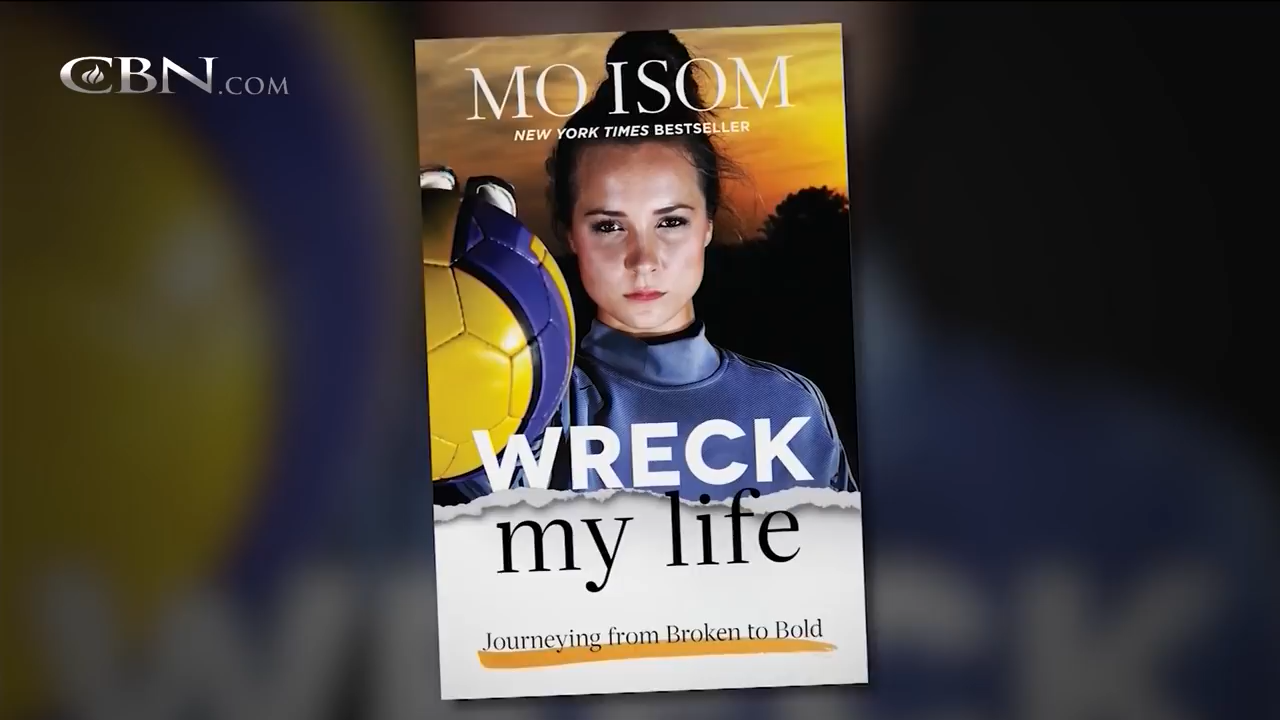 CBN.COM
MO ISOM
NEW YORK TIMES BESTSELLER
WRECK
my life
Journeying from Broken to Bold